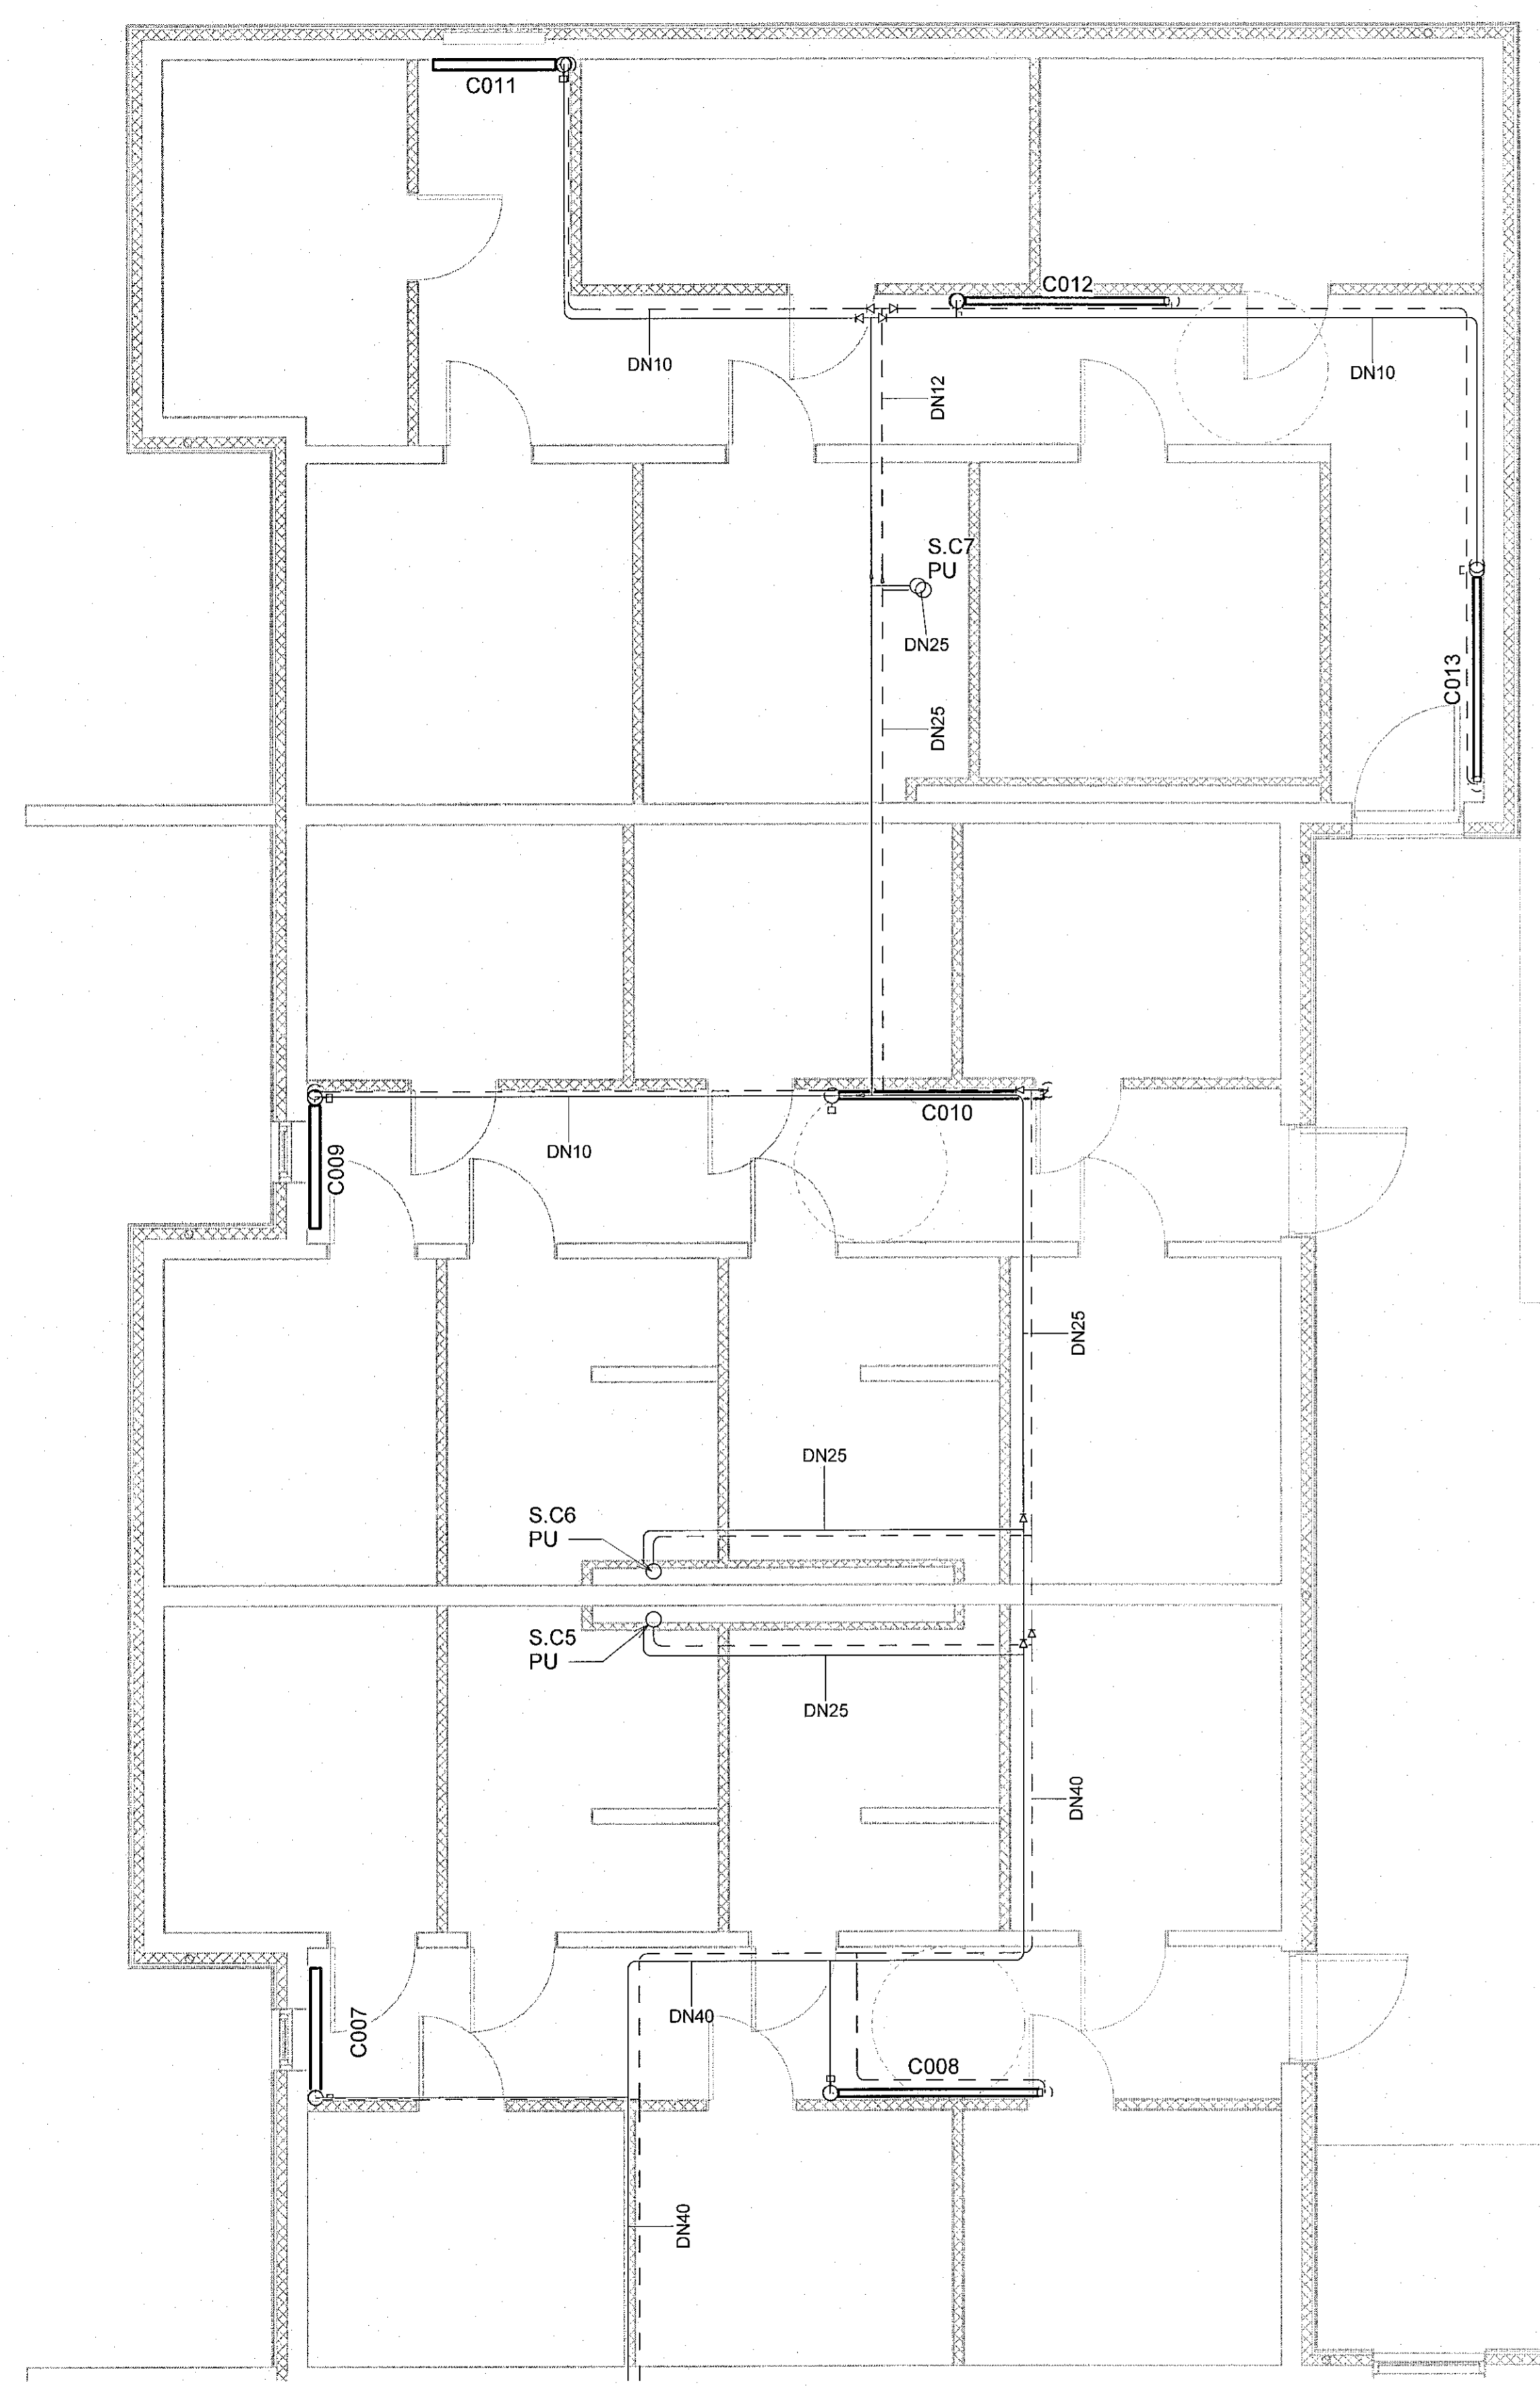 C011
C012
DN10
DN10
DN12
S.C7
PU
DN25
C013
DN25
C010
DN10
C009
DN25
DN25
S.C6
PU
S.C5
PU
DN25
DN40
DN40
C007
C008
DN40